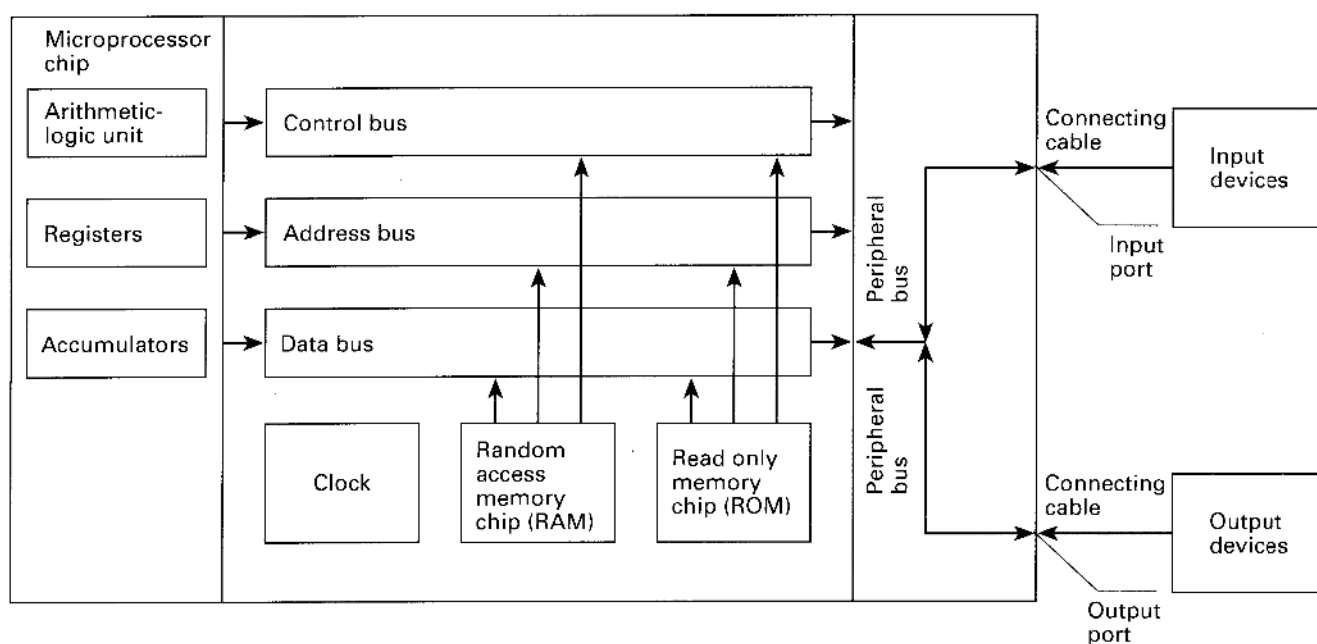 Microprocessor
chip
Arithmetic-
logic unit
Registers
Accumulators
Control bus
Address bus
Data bus
Clock
Random
access
memory
chip (RAM)
Read only
memory
chip (ROM)
Peripheral
bus
Peripheral
bus
Connecting
cable
Input
devices
Input
port
Connecting
cable
Output
devices
Output
port